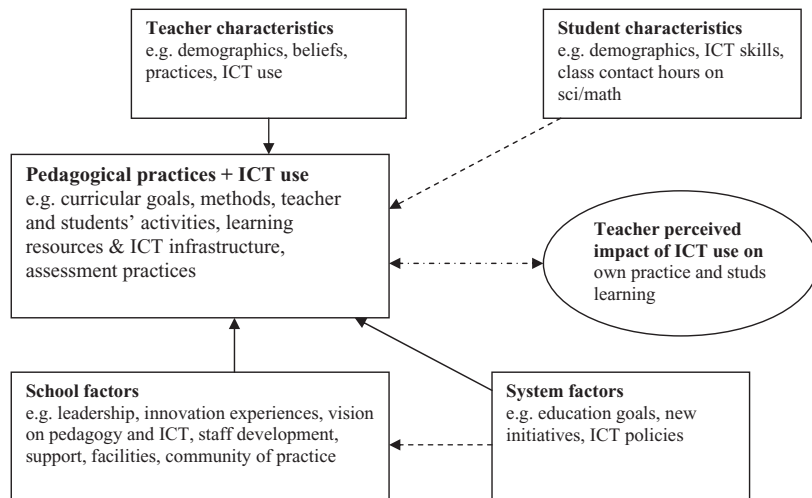 Teacher characteristics
e.g. demographics, beliefs,
practices, ICT use
Student characteristics
e.g. demographics, ICT skills,
class contact hours on
sci/math
Pedagogical practices + ICT use
e.g. curricular goals, methods, teacher
and students’ activities, learning
resources & ICT infrastructure,
assessment practices
Teacher perceived
impact of ICT use on
own practice and studs
learning
School factors
e.g. leadership, innovation experiences, vision
on pedagogy and ICT, staff development,
support, facilities, community of practice
System factors
e.g. education goals, new
initiatives, ICT policies